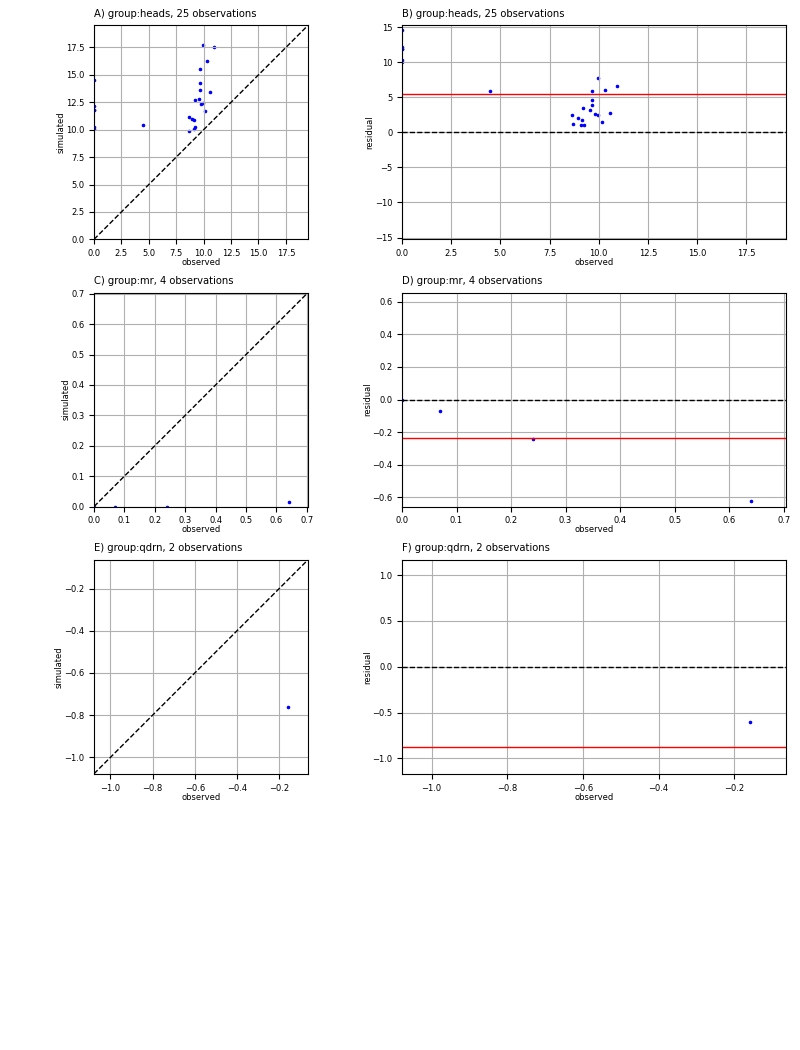 A) group:heads, 25 observations
B) group:heads, 25 observations
17.5
15.0
12.5
10.0
7.5
5.0
2.5
0.0
simulated
0.0 2.5 5.0 7.5 10.0 12.5 15.0 17.5
observed
15
10
5
0
−5
−10
−15
residual
0.0 2.5 5.0 7.5 10.0 12.5 15.0 17.5
observed
C) group:mr, 4 observations
D) group:mr, 4 observations
0.7
0.6
0.5
0.4
0.3
0.2
0.1
0.0
simulated
0.0 0.1 0.2 0.3 0.4 0.5 0.6 0.7
observed
0.6
0.4
0.2
0.0
−0.2
−0.4
−0.6
residual
0.0 0.1 0.2 0.3 0.4 0.5 0.6 0.7
observed
E) group:qdrn, 2 observations
F) group:qdrn, 2 observations
−0.2
−0.4
−0.6
−0.8
−1.0
simulated
−1.0 −0.8 −0.6 −0.4 −0.2
observed
1.0
0.5
0.0
−0.5
−1.0
residual
−1.0 −0.8 −0.6 −0.4 −0.2
observed